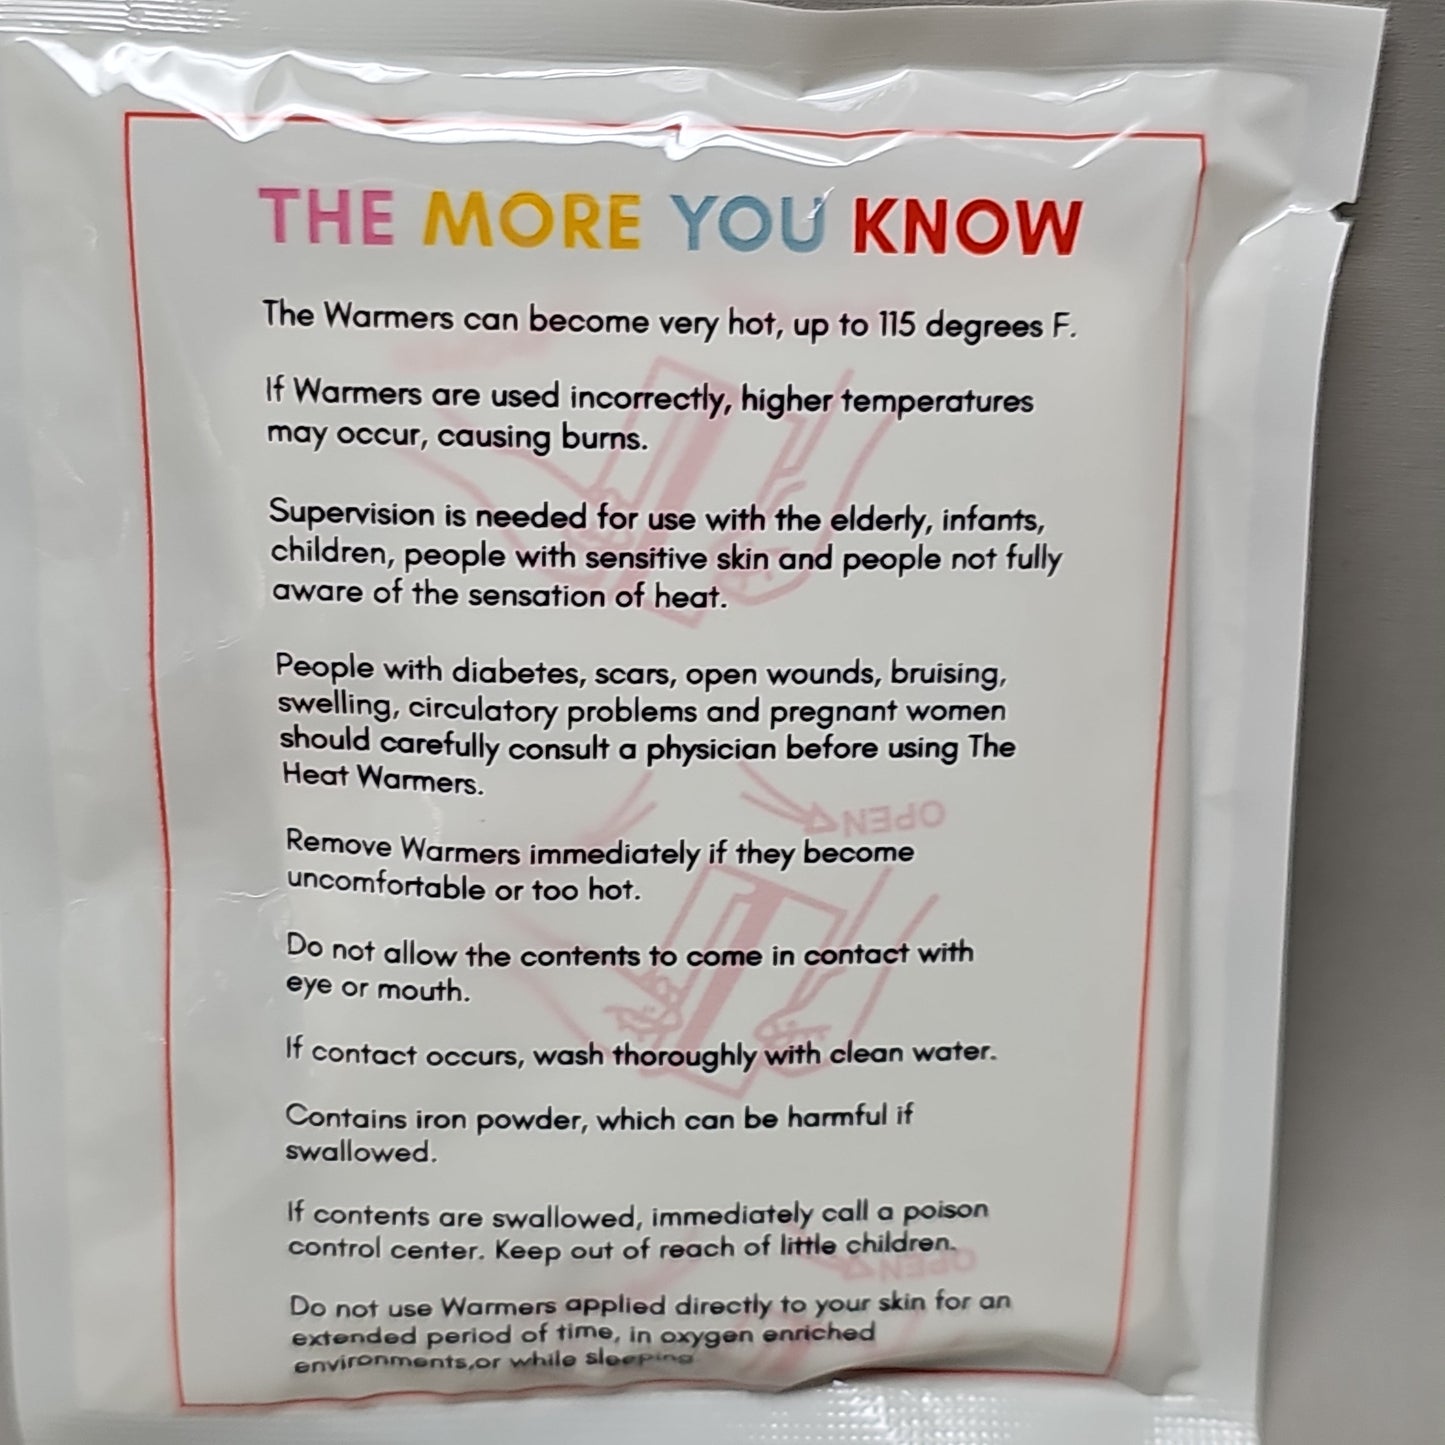 THE MORE YOU KNOW
The Warmers can become very hot, up to 115 degrees F.
If Warmers are used incorrectly, higher temperatures
may occur, causing burns.
Supervision is needed for use with the elderly, infants,
children, people with sensitive skin and people not fully
aware of the sensation of heat.
People with diabetes, scars, open wounds, bruising,
swelling, circulatory problems and pregnant women
should carefully consult a physician before using The
Heat Warmers.
OPEN
Remove Warmers immediately if they become
uncomfortable or too hot.
Do not allow the contents to come in contact with
eye or mouth.
If contact occurs, wash thoroughly with clean water.
Contains iron powder, which can be harmful if
swallowed.
If contents are swallowed, immediately call a poison
control center. Keep out of reach of little children.
OPEN
Do not use Warmers applied directly to your skin for an
extended period of time, in oxygen enriched
environments,or while sleeping